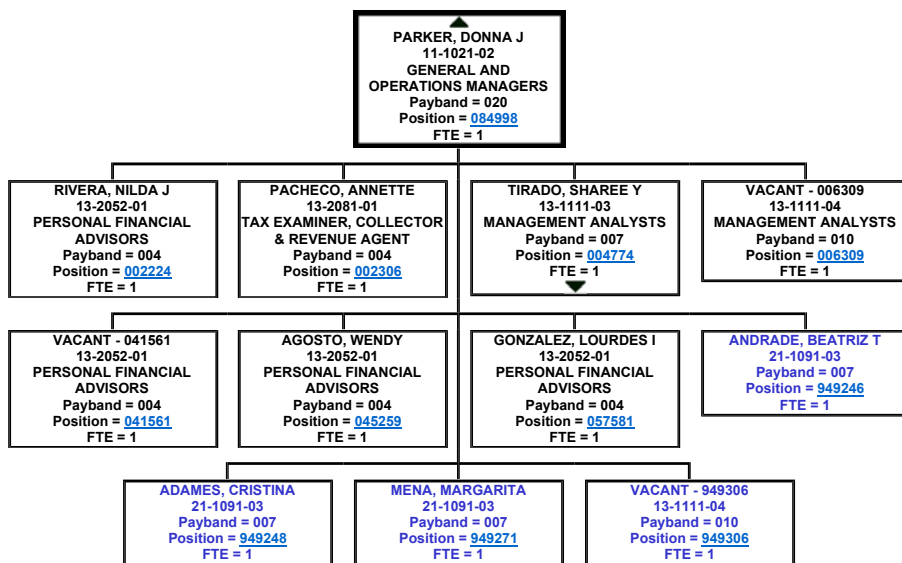 PARKER, DONNA J
11-1021-02
GENERAL AND
OPERATIONS MANAGERS
Payband = 020
Position = 084998
FTE = 1
RIVERA, NILDA J
13-2052-01
PERSONAL FINANCIAL
ADVISORS
Payband = 004
Position = 002224
FTE = 1
PACHECO, ANNETTE
13-2081-01
TAX EXAMINER, COLLECTOR
& REVENUE AGENT
Payband = 004
Position = 002306
FTE = 1
TIRADO, SHAREE Y
13-1111-03
MANAGEMENT ANALYSTS
Payband = 007
Position = 004774
FTE = 1
VACANT - 006309
13-1111-04
MANAGEMENT ANALYSTS
Payband = 010
Position = 006309
FTE = 1
VACANT - 041561
13-2052-01
PERSONAL FINANCIAL
ADVISORS
Payband = 004
Position = 041561
FTE = 1
AGOSTO, WENDY
13-2052-01
PERSONAL FINANCIAL
ADVISORS
Payband = 004
Position = 045259
FTE = 1
GONZALEZ, LOURDES I
13-2052-01
PERSONAL FINANCIAL
ADVISORS
Payband = 004
Position = 057581
FTE = 1
ANDRADE, BEATRIZ T
21-1091-03
Payband = 007
Position = 949246
FTE = 1
ADAMES, CRISTINA
21-1091-03
Payband = 007
Position = 949248
FTE = 1
MENA, MARGARITA
21-1091-03
Payband = 007
Position = 949271
FTE = 1
VACANT - 949306
13-1111-04
Payband = 010
Position = 949306
FTE = 1